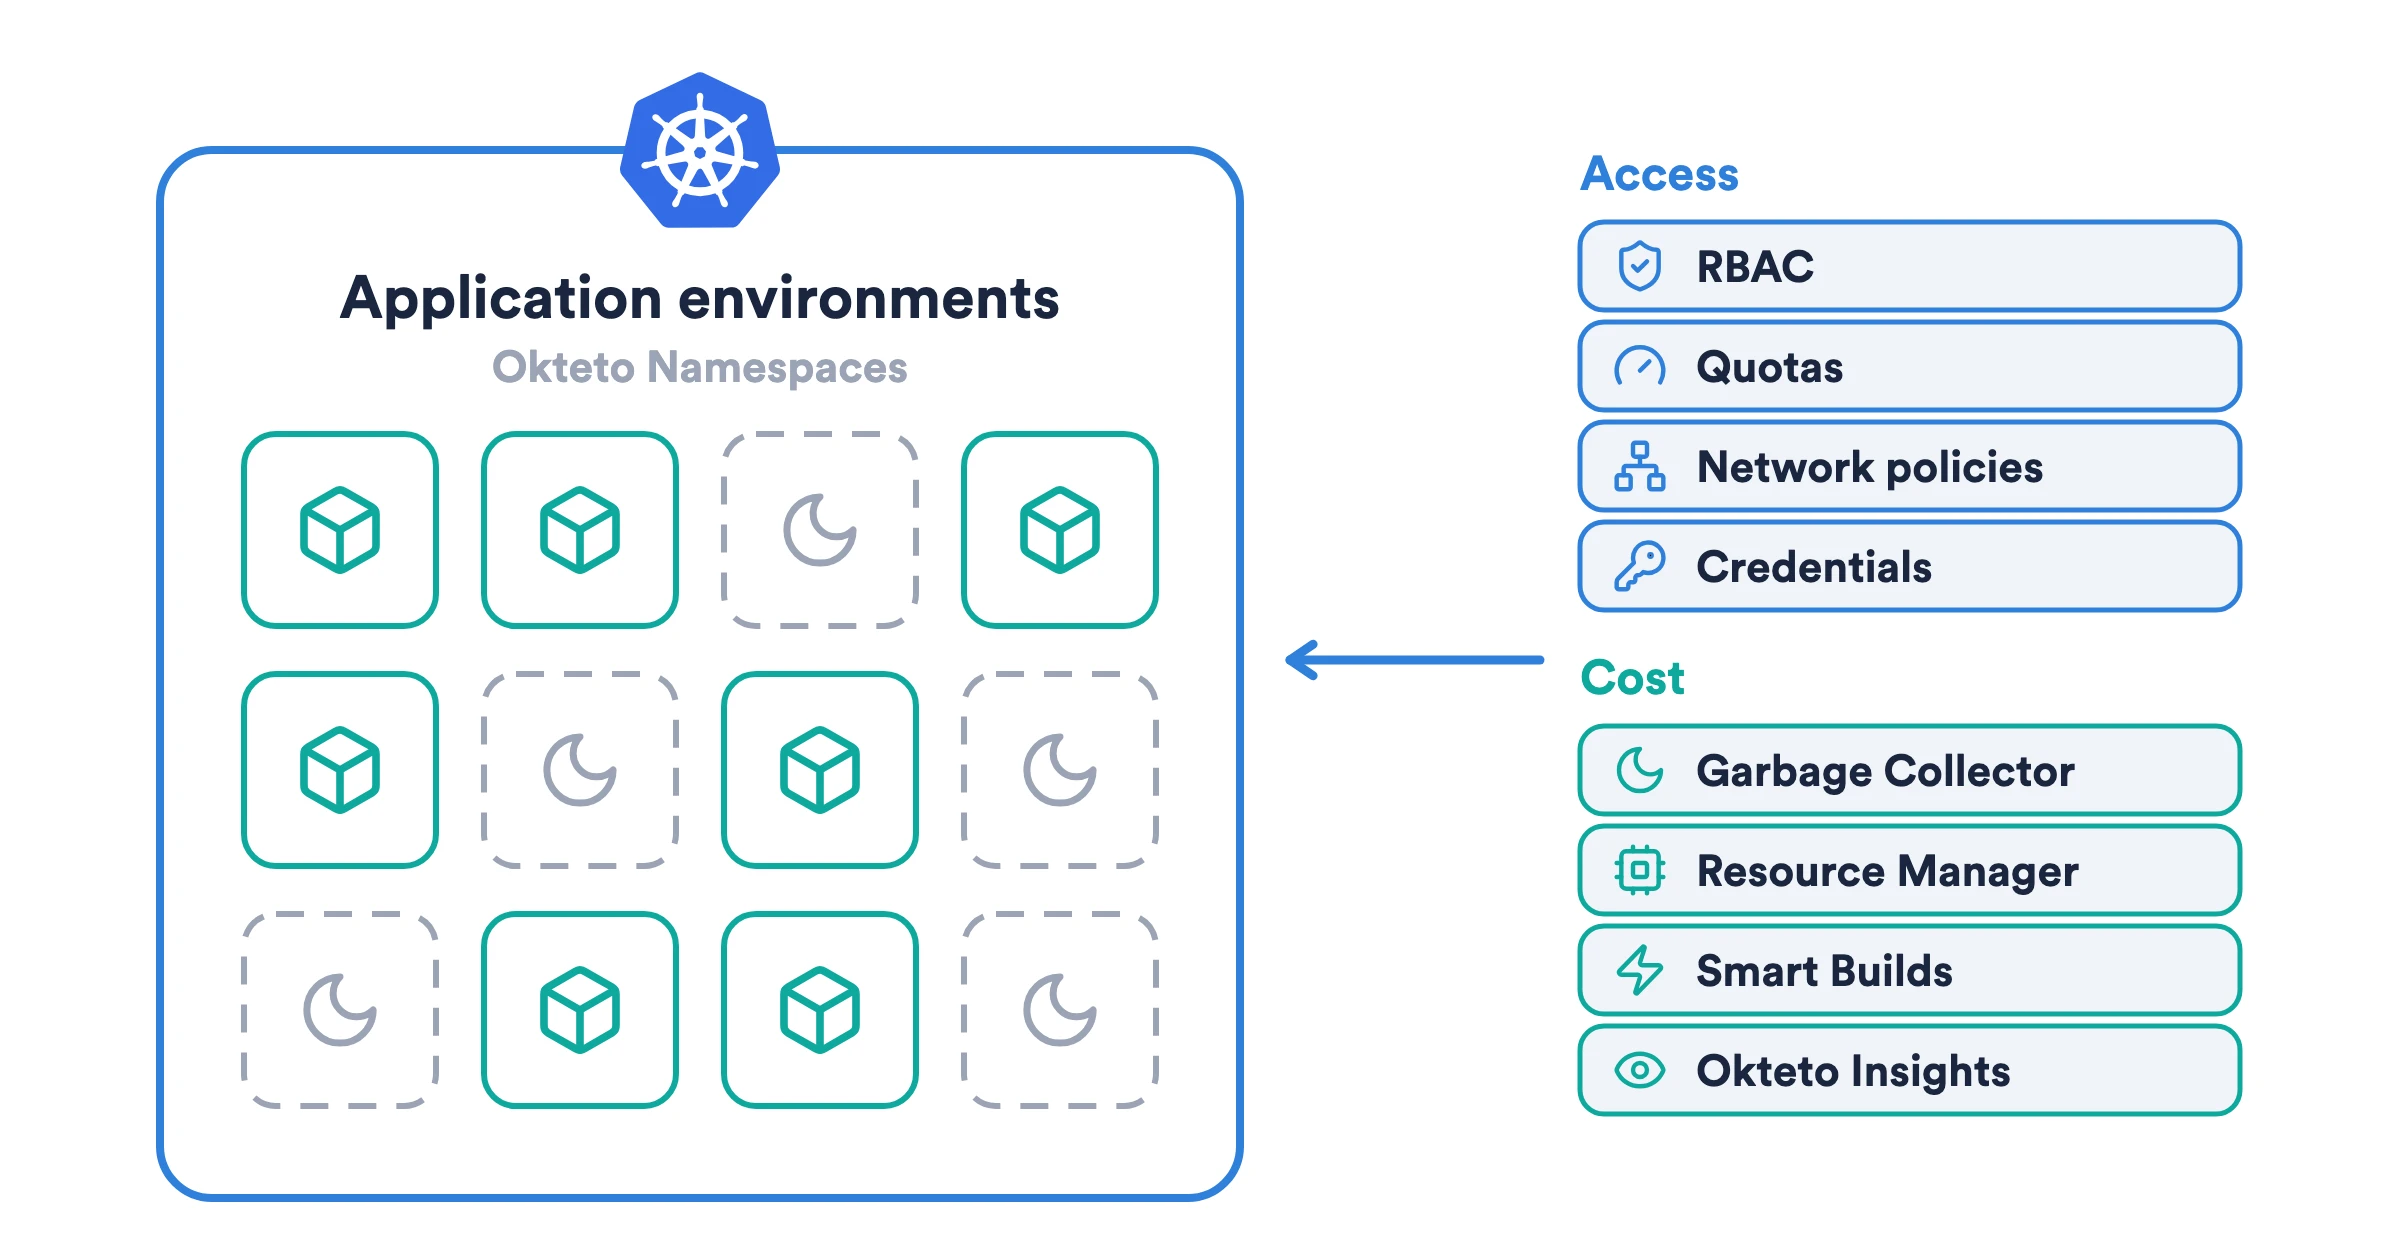 Application environments
Okteto Namespaces
Access
RBAC
Quotas
Network policies
Credentials
Cost
Garbage Collector
Resource Manager
Smart Builds
Okteto Insights